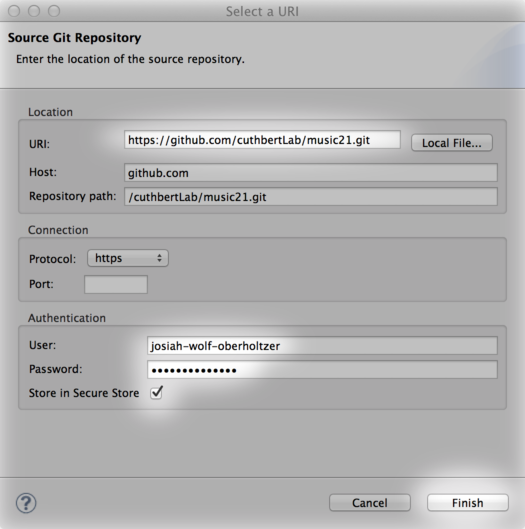 Select a URI
Source Git Repository
Enter the location of the source repository.
Location
URI: https://github.com/cuthbertLab/music21.git Local File...
Host: github.com
Repository path: /cuthbertLab/music21.git
Connection
Protocol: https
Port:
Authentication
User: josiah-wolf-oberholtzer
Password: ••••••••••••••
Store in Secure Store
? Cancel Finish